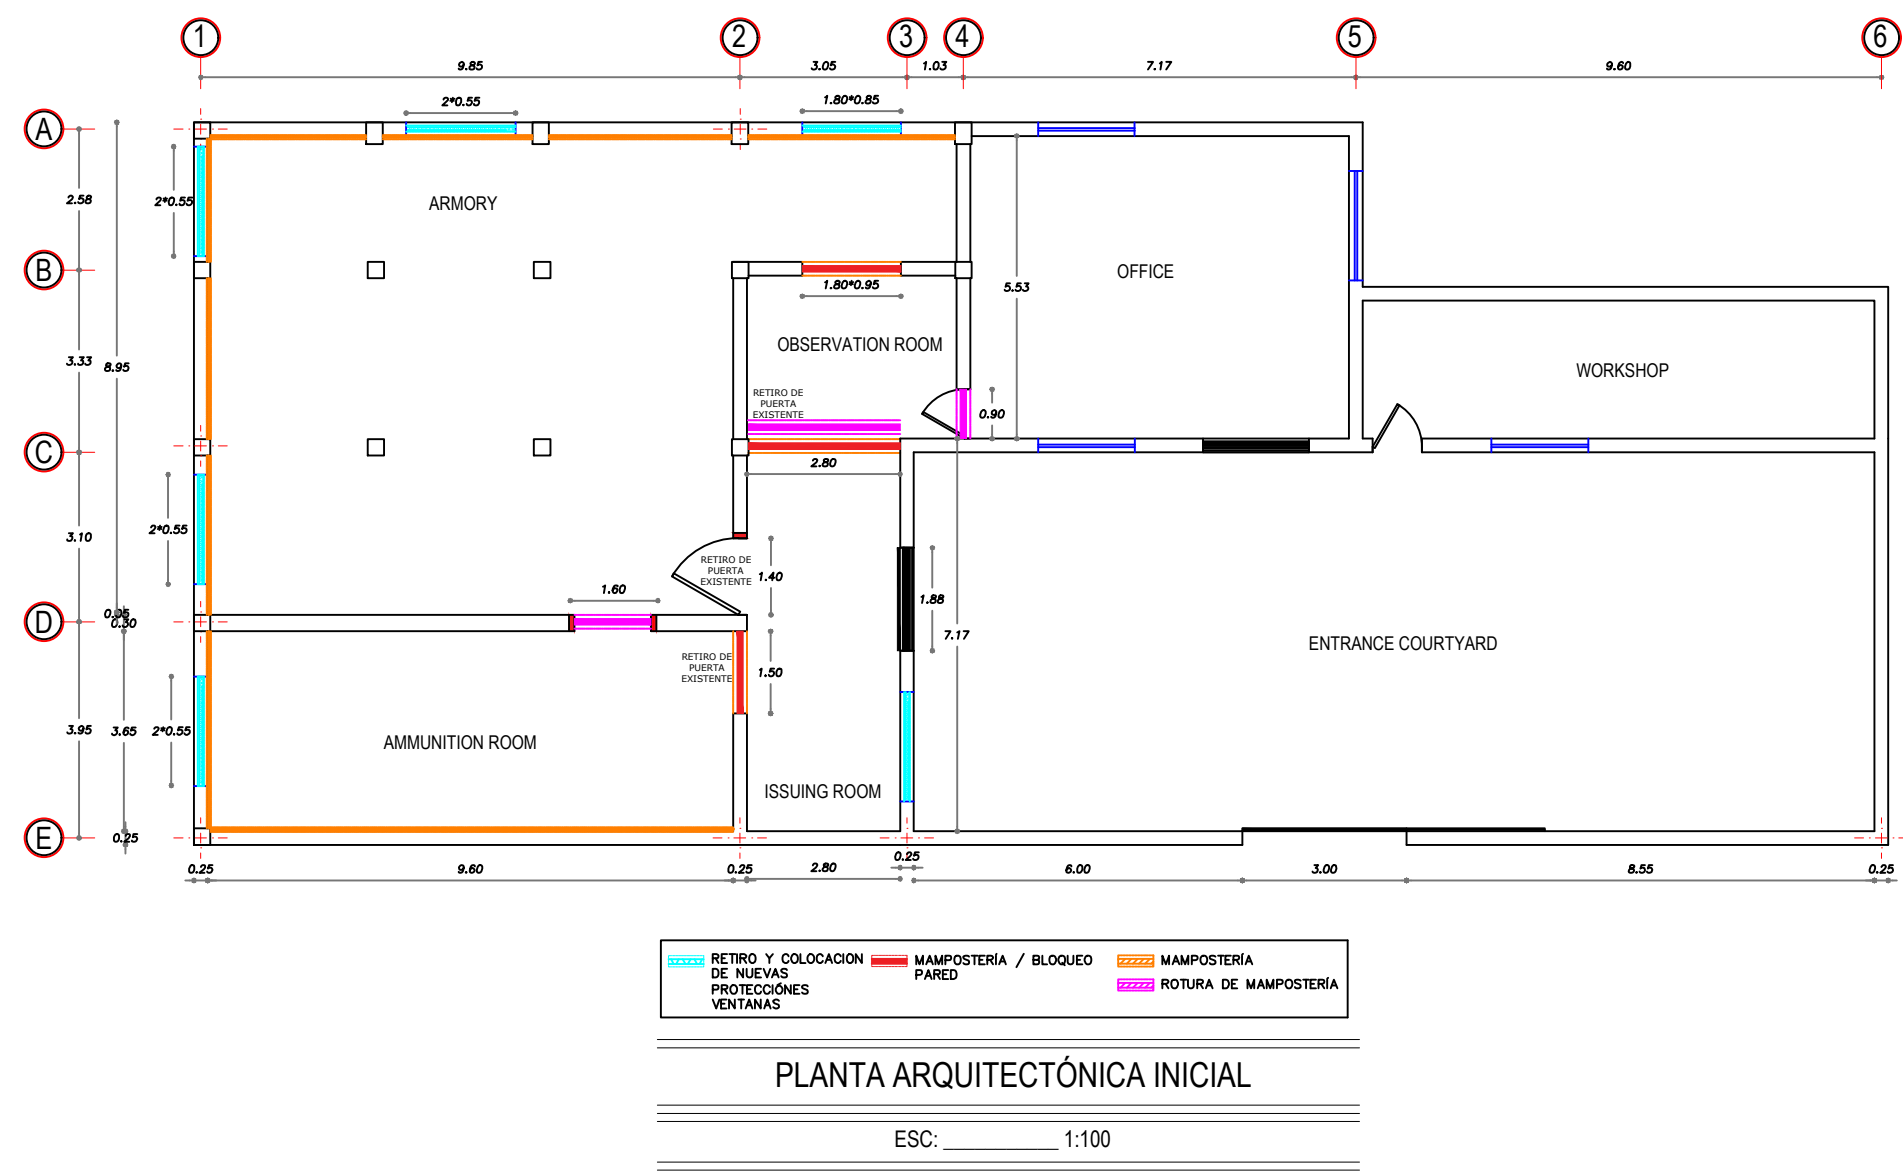 1 2 3 4 5 6
9.85 3.05 1.03 7.17 9.60
2*0.55 1.80*0.85
A
2.58 2*0.55 ARMORY
B
OFFICE
5.53
1.80*0.95
3.33 8.95
OBSERVATION ROOM
WORKSHOP
RETIRO DE
PUERTA
EXISTENTE
0.90
C
2.80
2*0.55
3.10
RETIRO DE
PUERTA
EXISTENTE
1.40
1.60
1.88
0.05
0.30
D
7.17
ENTRANCE COURTYARD
RETIRO DE
PUERTA
EXISTENTE
1.50
3.95 3.65 2*0.55
AMMUNITION ROOM
ISSUING ROOM
E
0.25
0.25 9.60 0.25 2.80 0.25 6.00 3.00 8.55 0.25
RETIRO Y COLOCACION
DE NUEVAS
PROTECCIÓNES
VENTANAS
MAMPOSTERÍA / BLOQUEO
PARED
MAMPOSTERÍA
ROTURA DE MAMPOSTERÍA
PLANTA ARQUITECTÓNICA INICIAL
ESC: __________ 1:100